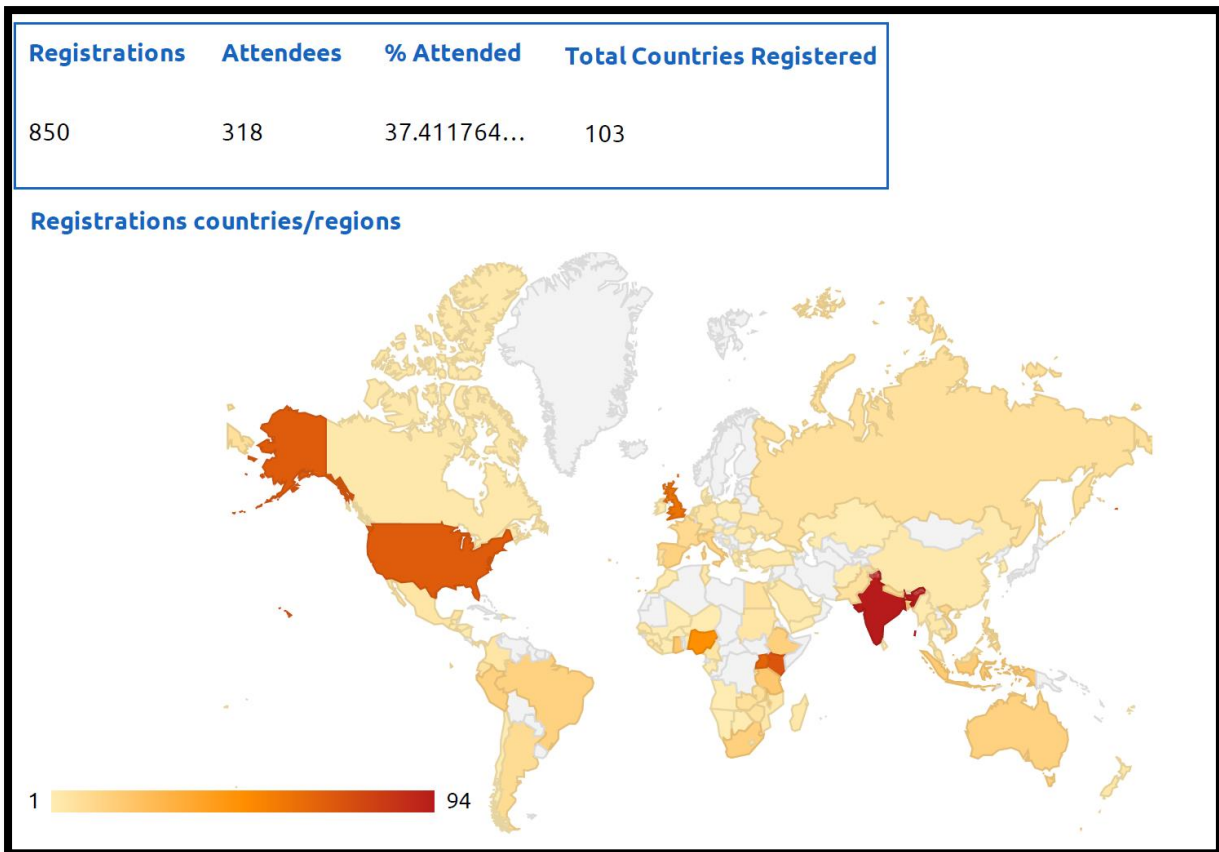 Registrations Attendees % Attended Total Countries Registered
850 318 37.411764... 103
Registrations countries/regions
1 94